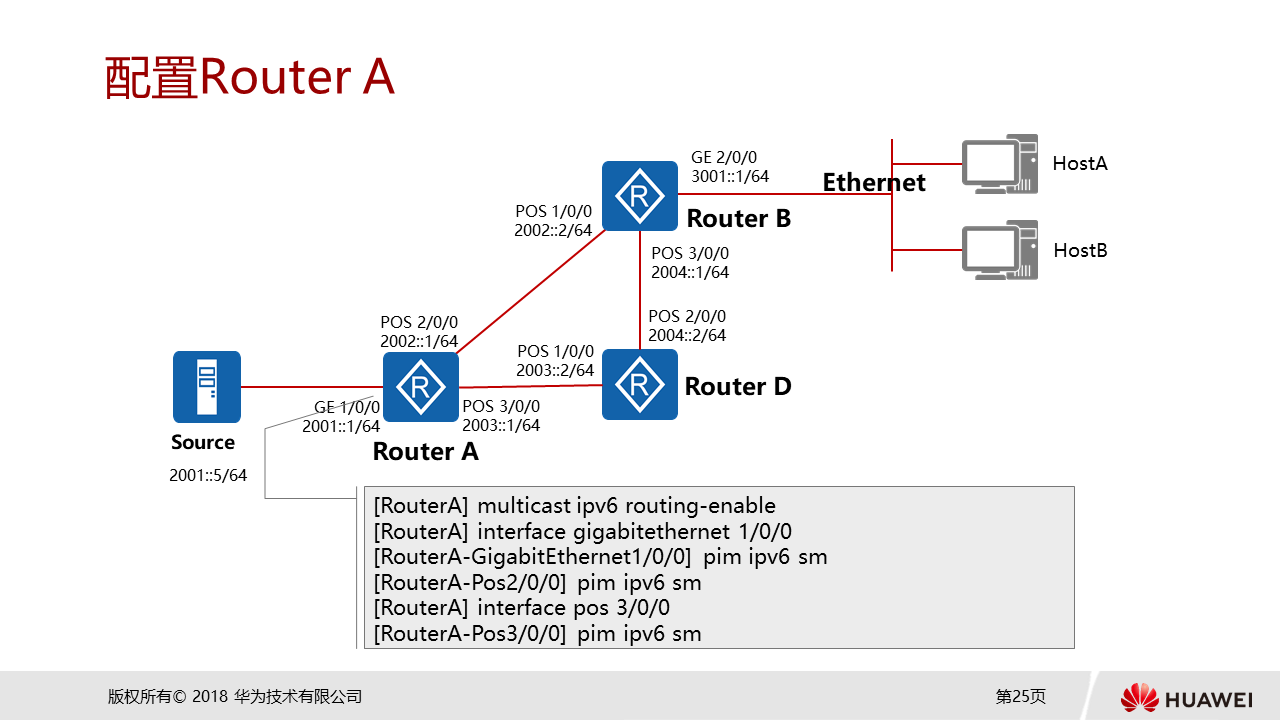 配置Router A
GE 2/0/0
3001::1/64
Ethernet
HostA
POS 1/0/0
2002::2/64
Router B
HostB
POS 3/0/0
2004::1/64
POS 2/0/0
2002::1/64
POS 2/0/0
2004::2/64
POS 1/0/0
2003::2/64
Router D
GE 1/0/0
2001::1/64
POS 3/0/0
2003::1/64
Source
Router A
2001::5/64
[RouterA] multicast ipv6 routing-enable
[RouterA] interface gigabitethernet 1/0/0
[RouterA-GigabitEthernet1/0/0] pim ipv6 sm
[RouterA-Pos2/0/0] pim ipv6 sm
[RouterA] interface pos 3/0/0
[RouterA-Pos3/0/0] pim ipv6 sm
版权所有© 2018 华为技术有限公司
第25页
HUAWEI